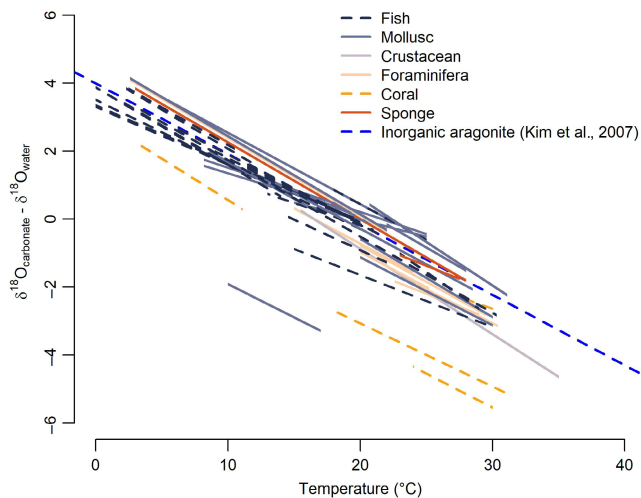 Fish
Mollusc
Crustacean
Foraminifera
Coral
Sponge
Inorganic aragonite (Kim et al., 2007)
δ¹⁸Ocarbonate - δ¹⁸Owater
6
4
2
0
-2
-4
-6
0
10
20
30
40
Temperature (°C)